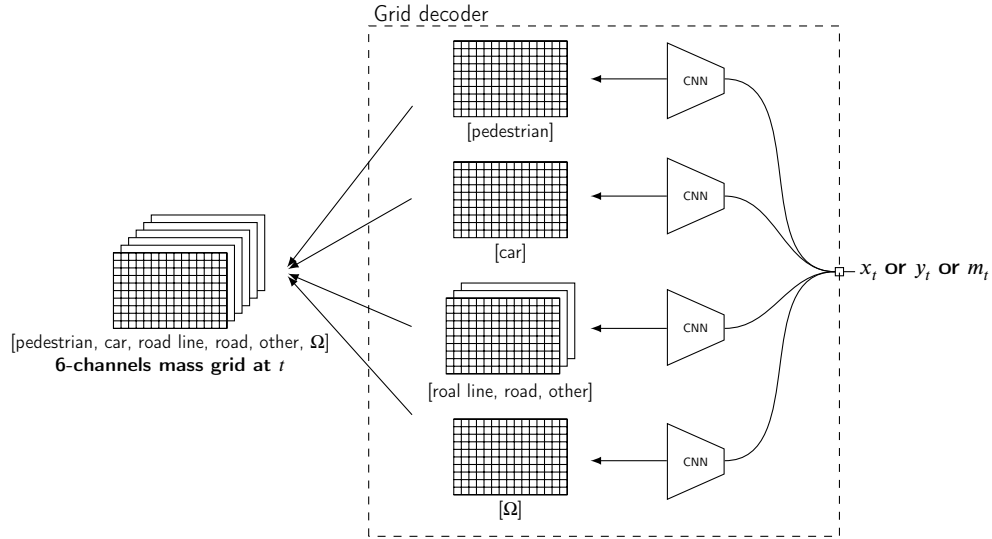 Grid decoder
CNN
[pedestrian]
CNN
[car]
x_t or y_t or m_t
CNN
[pedestrian, car, road line, road, other, Ω]
6-channels mass grid at t
[roal line, road, other]
CNN
[Ω]